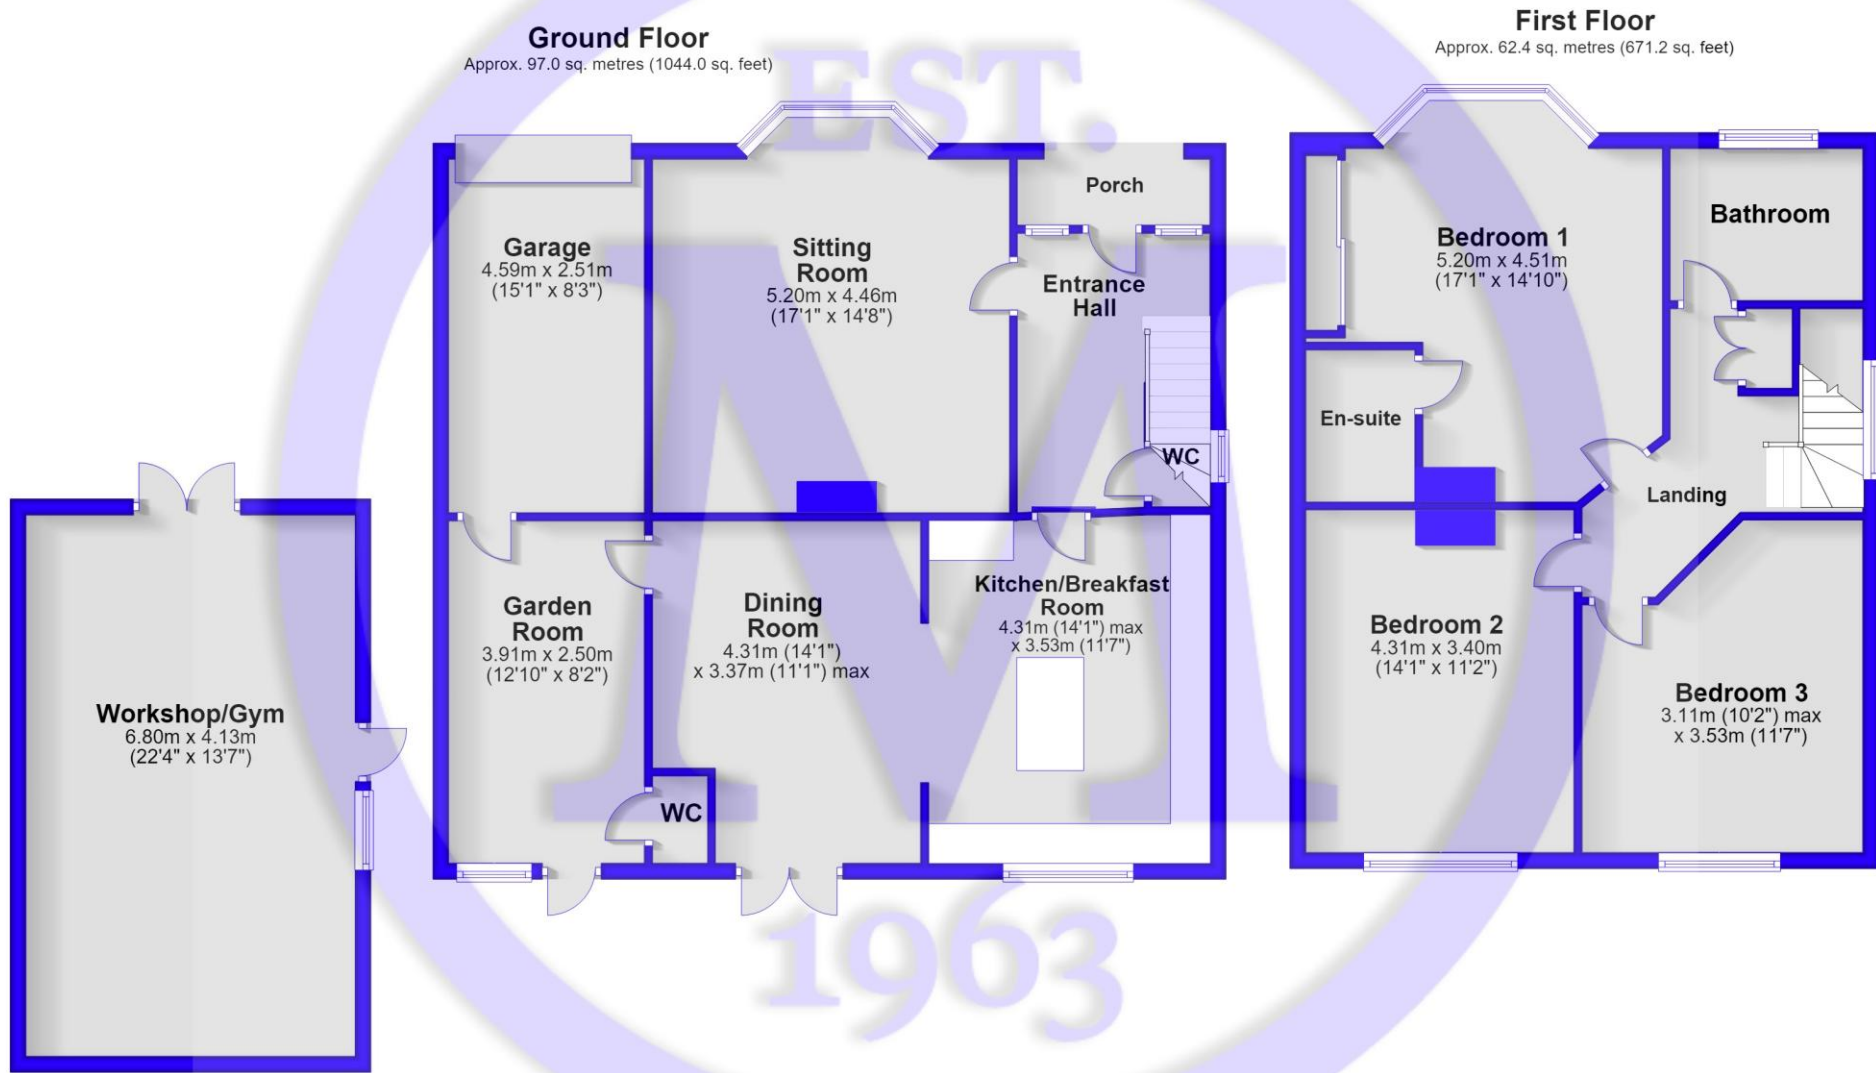 Ground Floor
Approx. 97.0 sq. metres (1044.0 sq. feet)
First Floor
Approx. 62.4 sq. metres (671.2 sq. feet)
EST.
Porch
Garage
4.59m x 2.51m
(15'1" x 8'3")
Sitting
Room
5.20m x 4.46m
(17'1" x 14'8")
Entrance
Hall
WC
Bedroom 1
5.20m x 4.51m
(17'1" x 14'10")
Bathroom
En-suite
Landing
Garden
Room
3.91m x 2.50m
(12'10" x 8'2")
Dining
Room
4.31m (14'1")
x 3.37m (11'1") max
Kitchen/Breakfast
Room
4.31m (14'1") max
x 3.53m (11'7")
Bedroom 2
4.31m x 3.40m
(14'1" x 11'2")
Bedroom 3
3.11m (10'2") max
x 3.53m (11'7")
Workshop/Gym
6.80m x 4.13m
(22'4" x 13'7")
WC
M
1963